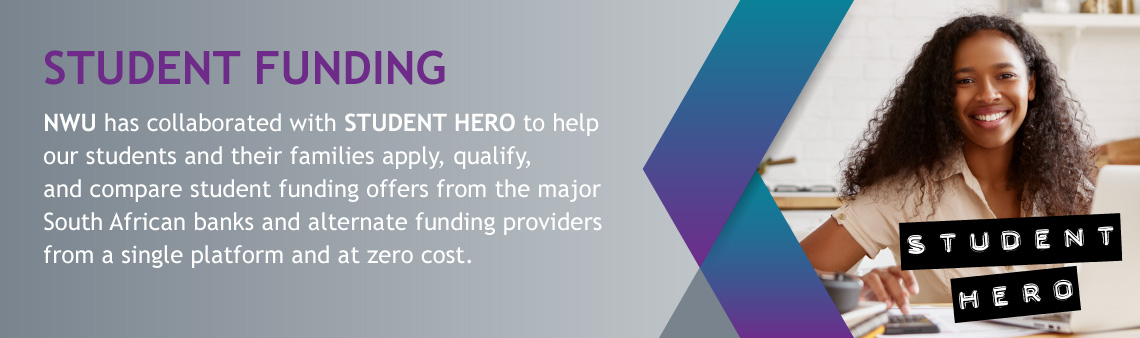 STUDENT FUNDING
NWU has collaborated with STUDENT HERO to help
our students and their families apply, qualify,
and compare student funding offers from the major
South African banks and alternate funding providers
from a single platform and at zero cost.
STUDENT
HERO